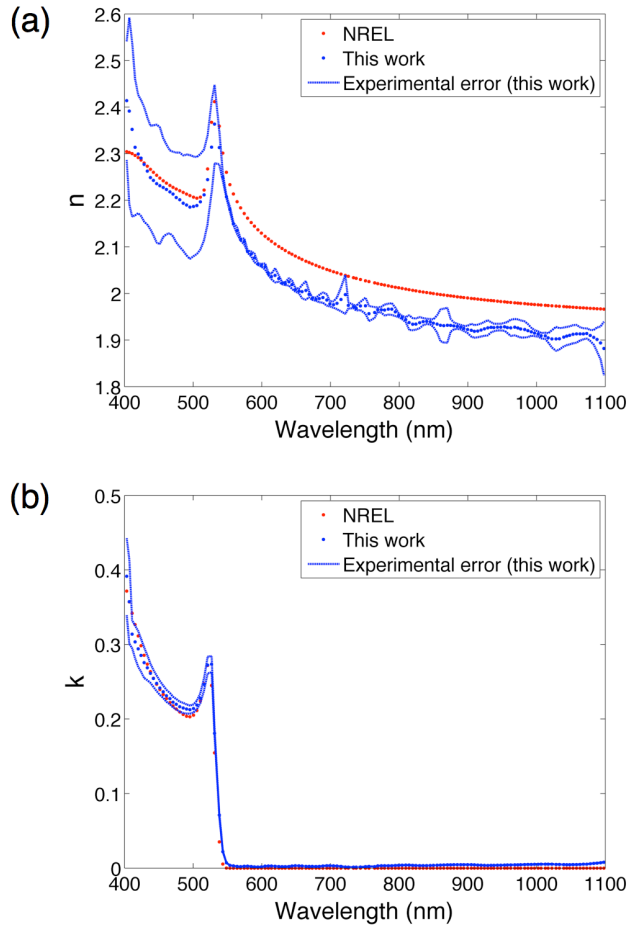 (a)
2.6
2.5
2.4
2.3
2.2
2.1
2
1.9
1.8
n
NREL
This work
Experimental error (this work)
400 500 600 700 800 900 1000 1100
Wavelength (nm)
(b)
0.5
0.4
0.3
0.2
0.1
0
k
NREL
This work
Experimental error (this work)
400 500 600 700 800 900 1000 1100
Wavelength (nm)